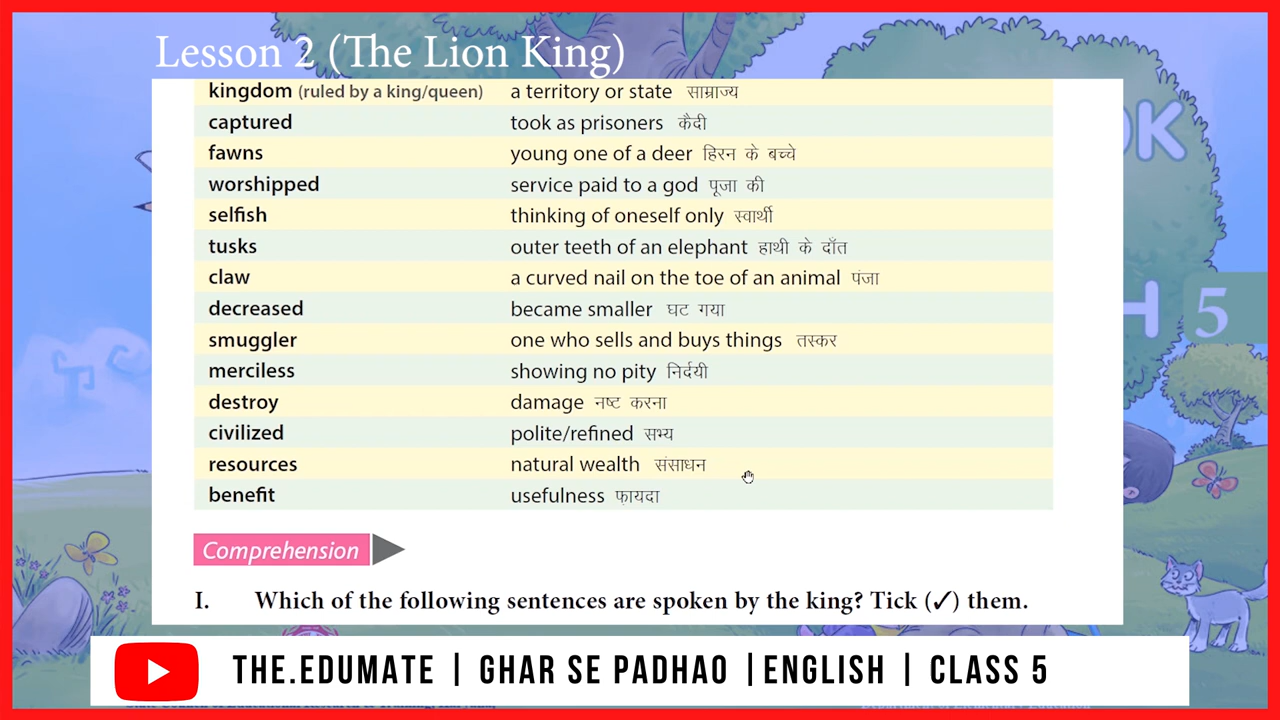 Lesson 2 (The Lion King)
kingdom (ruled by a king/queen) a territory or state साम्राज्य
captured took as prisoners कैदी
fawns young one of a deer हिरन के बच्चे
worshipped service paid to a god पूजा की
selfish thinking of oneself only स्वार्थी
tusks outer teeth of an elephant हाथी के दाँत
claw a curved nail on the toe of an animal पंजा
decreased became smaller घट गया
smuggler one who sells and buys things तस्कर
merciless showing no pity निर्दयी
destroy damage नष्ट करना
civilized polite/refined सभ्य
resources natural wealth संसाधन
benefit usefulness फ़ायदा
Comprehension
I. Which of the following sentences are spoken by the king? Tick (✓) them.
5
THE.EDUMATE | GHAR SE PADHAO |ENGLISH | CLASS 5